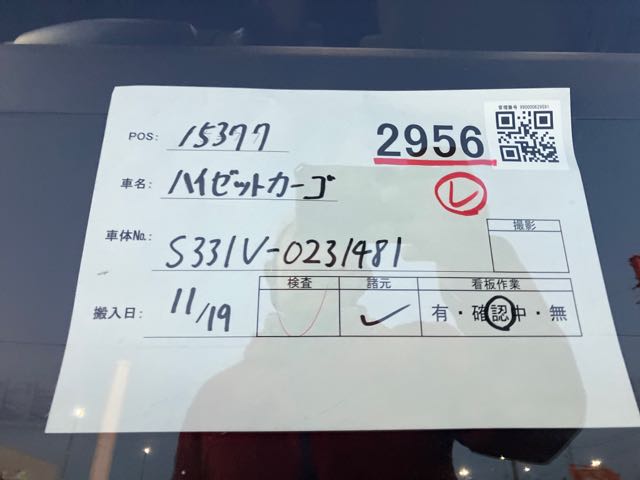 管理番号
POS: 15377
2956
車名: ハイゼットカーゴ
レ
車体No.: S331V-0231481
撮影
搬入日: 11/19
検査 諸元 看板作業
有・確認中・無